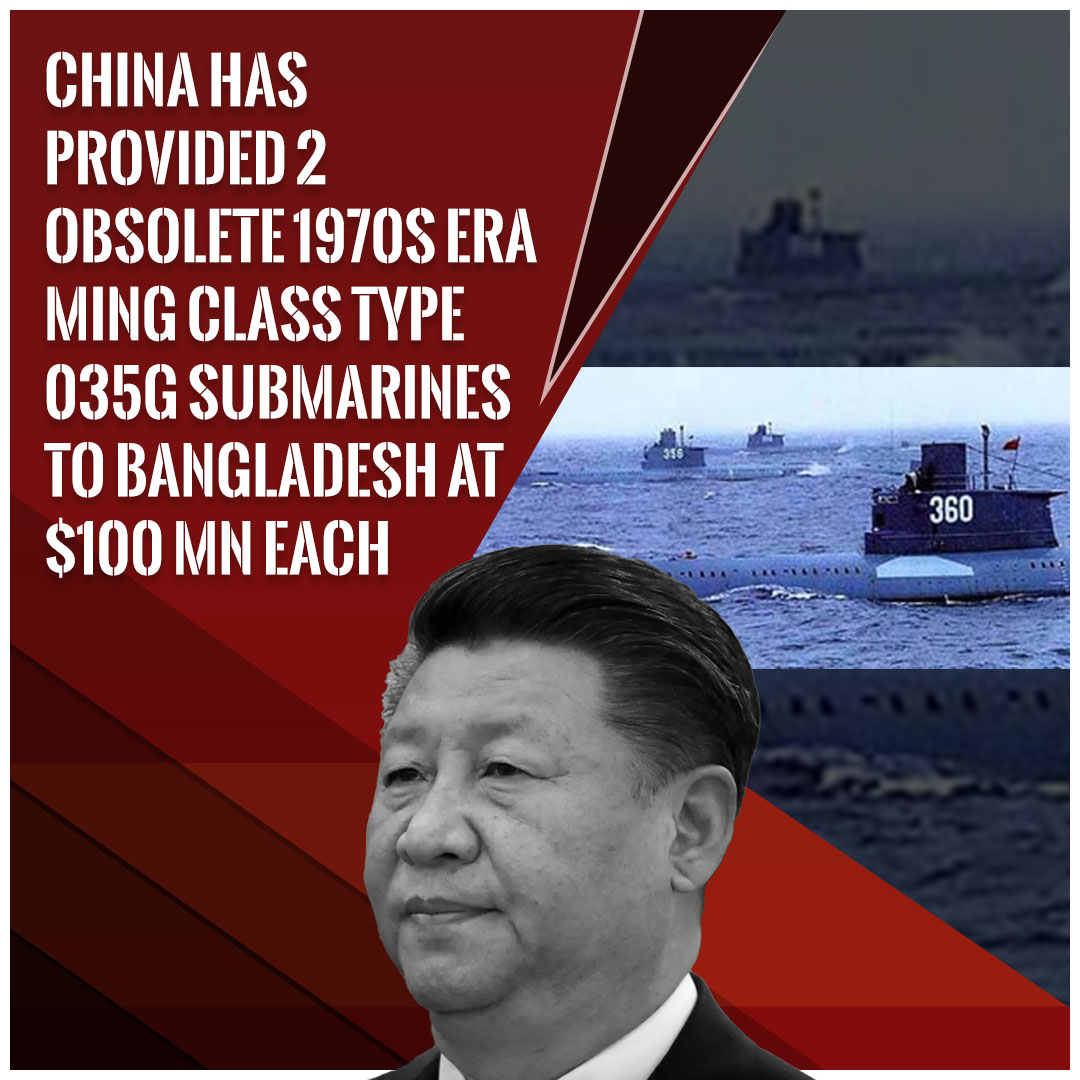 CHINA HAS
PROVIDED 2
OBSOLETE 1970S ERA
MING CLASS TYPE
035G SUBMARINES
TO BANGLADESH AT
$100 MN EACH
356
360